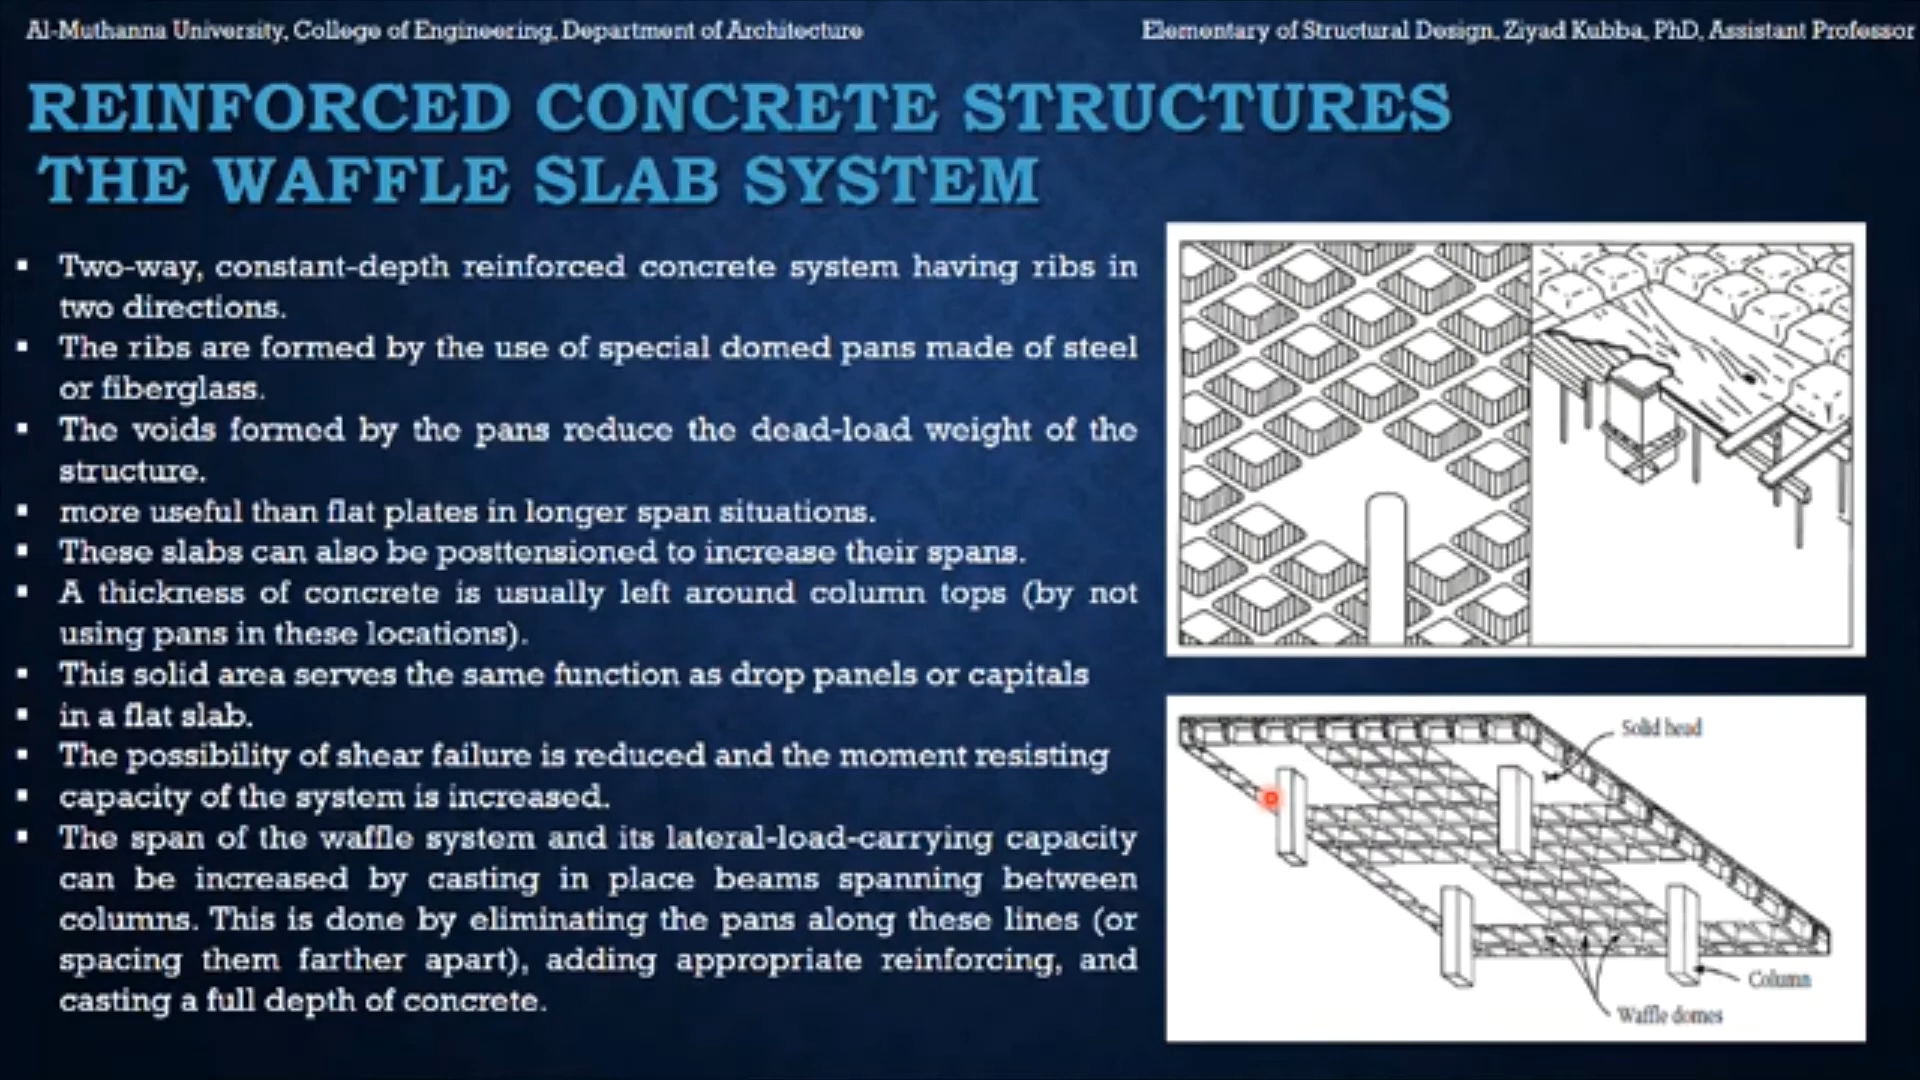 Al-Muthanna University, College of Engineering, Department of Architecture
Elementary of Structural Design, Ziyad Kubba, PhD, Assistant Professor
REINFORCED CONCRETE STRUCTURES
THE WAFFLE SLAB SYSTEM
▪ Two-way, constant-depth reinforced concrete system having ribs in
two directions.
▪ The ribs are formed by the use of special domed pans made of steel
or fiberglass.
▪ The voids formed by the pans reduce the dead-load weight of the
structure.
▪ more useful than flat plates in longer span situations.
▪ These slabs can also be posttensioned to increase their spans.
▪ A thickness of concrete is usually left around column tops (by not
using pans in these locations).
▪ This solid area serves the same function as drop panels or capitals
▪ in a flat slab.
▪ The possibility of shear failure is reduced and the moment resisting
▪ capacity of the system is increased.
▪ The span of the waffle system and its lateral-load-carrying capacity
can be increased by casting in place beams spanning between
columns. This is done by eliminating the pans along these lines (or
spacing them farther apart), adding appropriate reinforcing, and
casting a full depth of concrete.
Solid head
Column
Waffle domes